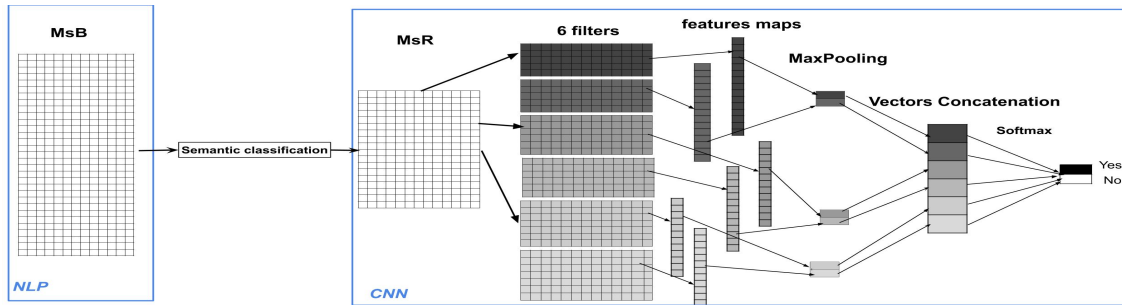 MsB
NLP
Semantic classification
MsR
6 filters
features maps
MaxPooling
Vectors Concatenation
Softmax
Yes
No
CNN